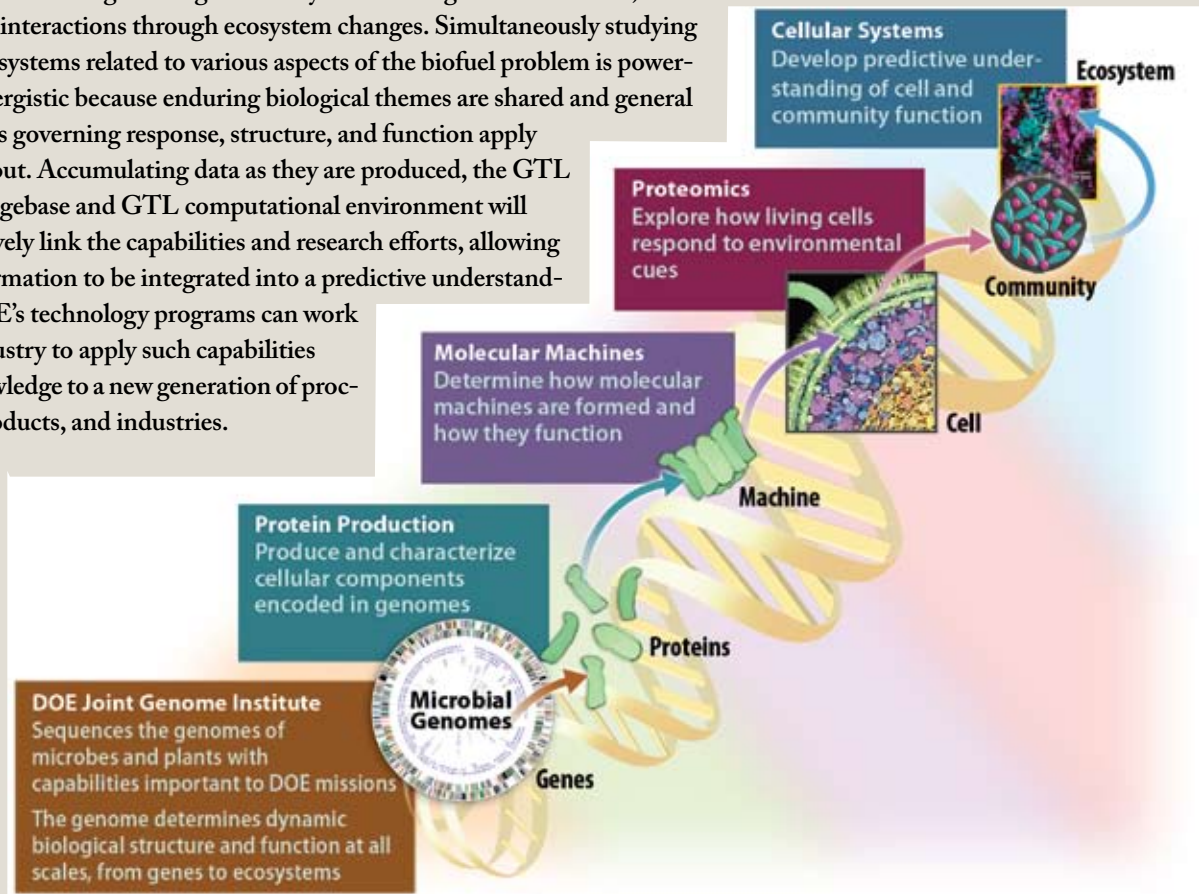 interactions through ecosystem changes. Simultaneously studying
systems related to various aspects of the biofuel problem is power-
ergistic because enduring biological themes are shared and general
s governing response, structure, and function apply
out. Accumulating data as they are produced, the GTL
gebase and GTL computational environment will
vely link the capabilities and research efforts, allowing
rmation to be integrated into a predictive understand-
E’s technology programs can work
ustry to apply such capabilities
wledge to a new generation of proc-
oducts, and industries.
Cellular Systems
Develop predictive under-
standing of cell and
community function
Ecosystem
Proteomics
Explore how living cells
respond to environmental
cues
Community
Molecular Machines
Determine how molecular
machines are formed and
how they function
Cell
Machine
Protein Production
Produce and characterize
cellular components
encoded in genomes
Proteins
Microbial
Genomes
Genes
DOE Joint Genome Institute
Sequences the genomes of
microbes and plants with
capabilities important to DOE missions
The genome determines dynamic
biological structure and function at all
scales, from genes to ecosystems